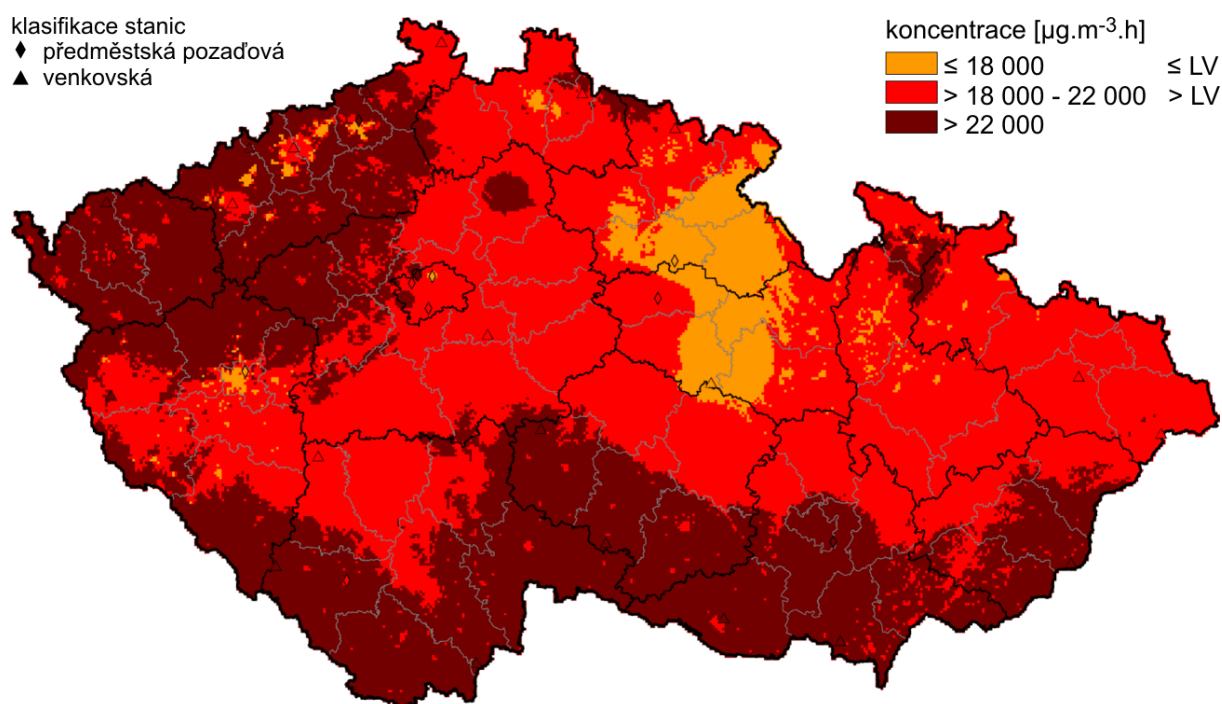 klasifikace stanic
předměstská pozaďová
venkovská
koncentrace [µg.m⁻³.h]
≤ 18 000 ≤ LV
> 18 000 - 22 000 > LV
> 22 000